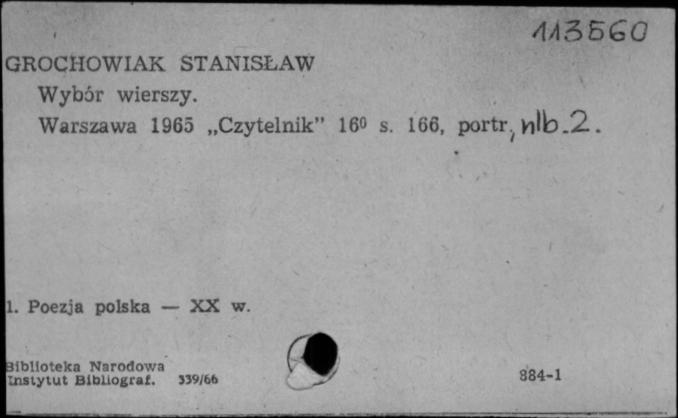 113560
GROCHOWIAK STANISŁAW
Wybór wierszy.
Warszawa 1965 „Czytelnik” 16⁰ s. 166, portr., nlb.2.
1. Poezja polska — XX w.
Biblioteka Narodowa
Instytut Bibliograf. 339/66
884-1